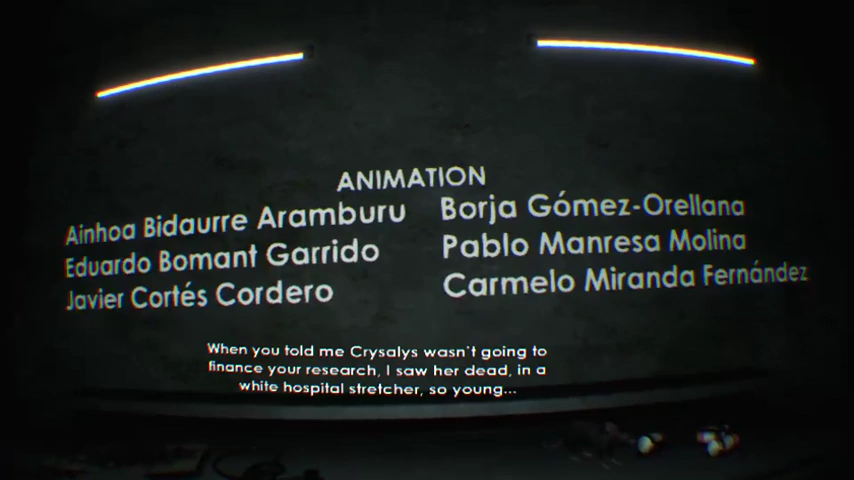 ANIMATION
Ainhoa Bidaurre Aramburu
Eduardo Bomant Garrido
Javier Cortés Cordero
Borja Gómez-Orellana
Pablo Manresa Molina
Carmelo Miranda Fernández
When you told me Crysalys wasn't going to
finance your research, I saw her dead, in a
white hospital stretcher, so young...